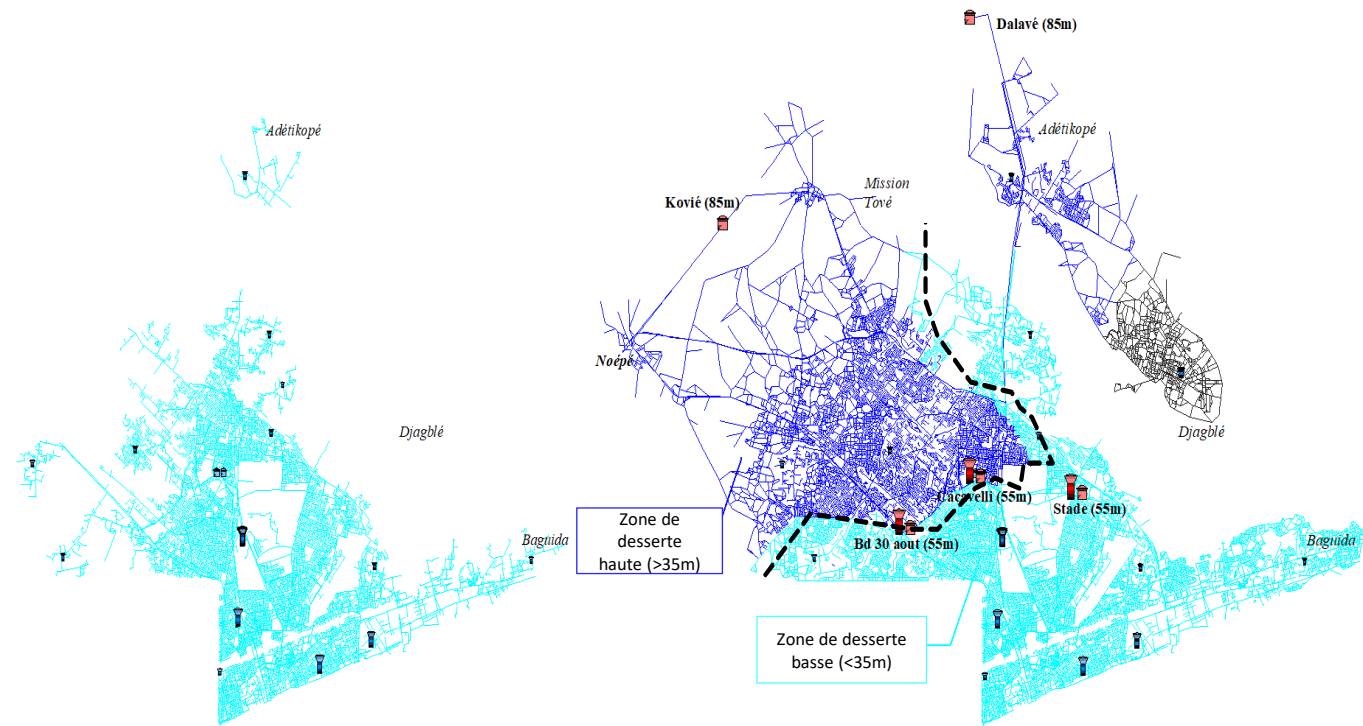 Adétikopé
Djagblé
Baguida
Dalavé (85m)
Adétikopé
Mission
Tové
Kovié (85m)
Noépé
Djagblé
Cacavelli (55m)
Stade (55m)
Bd 30 aout (55m)
Baguida
Zone de
desserte
haute (>35m)
Zone de desserte
basse (<35m)